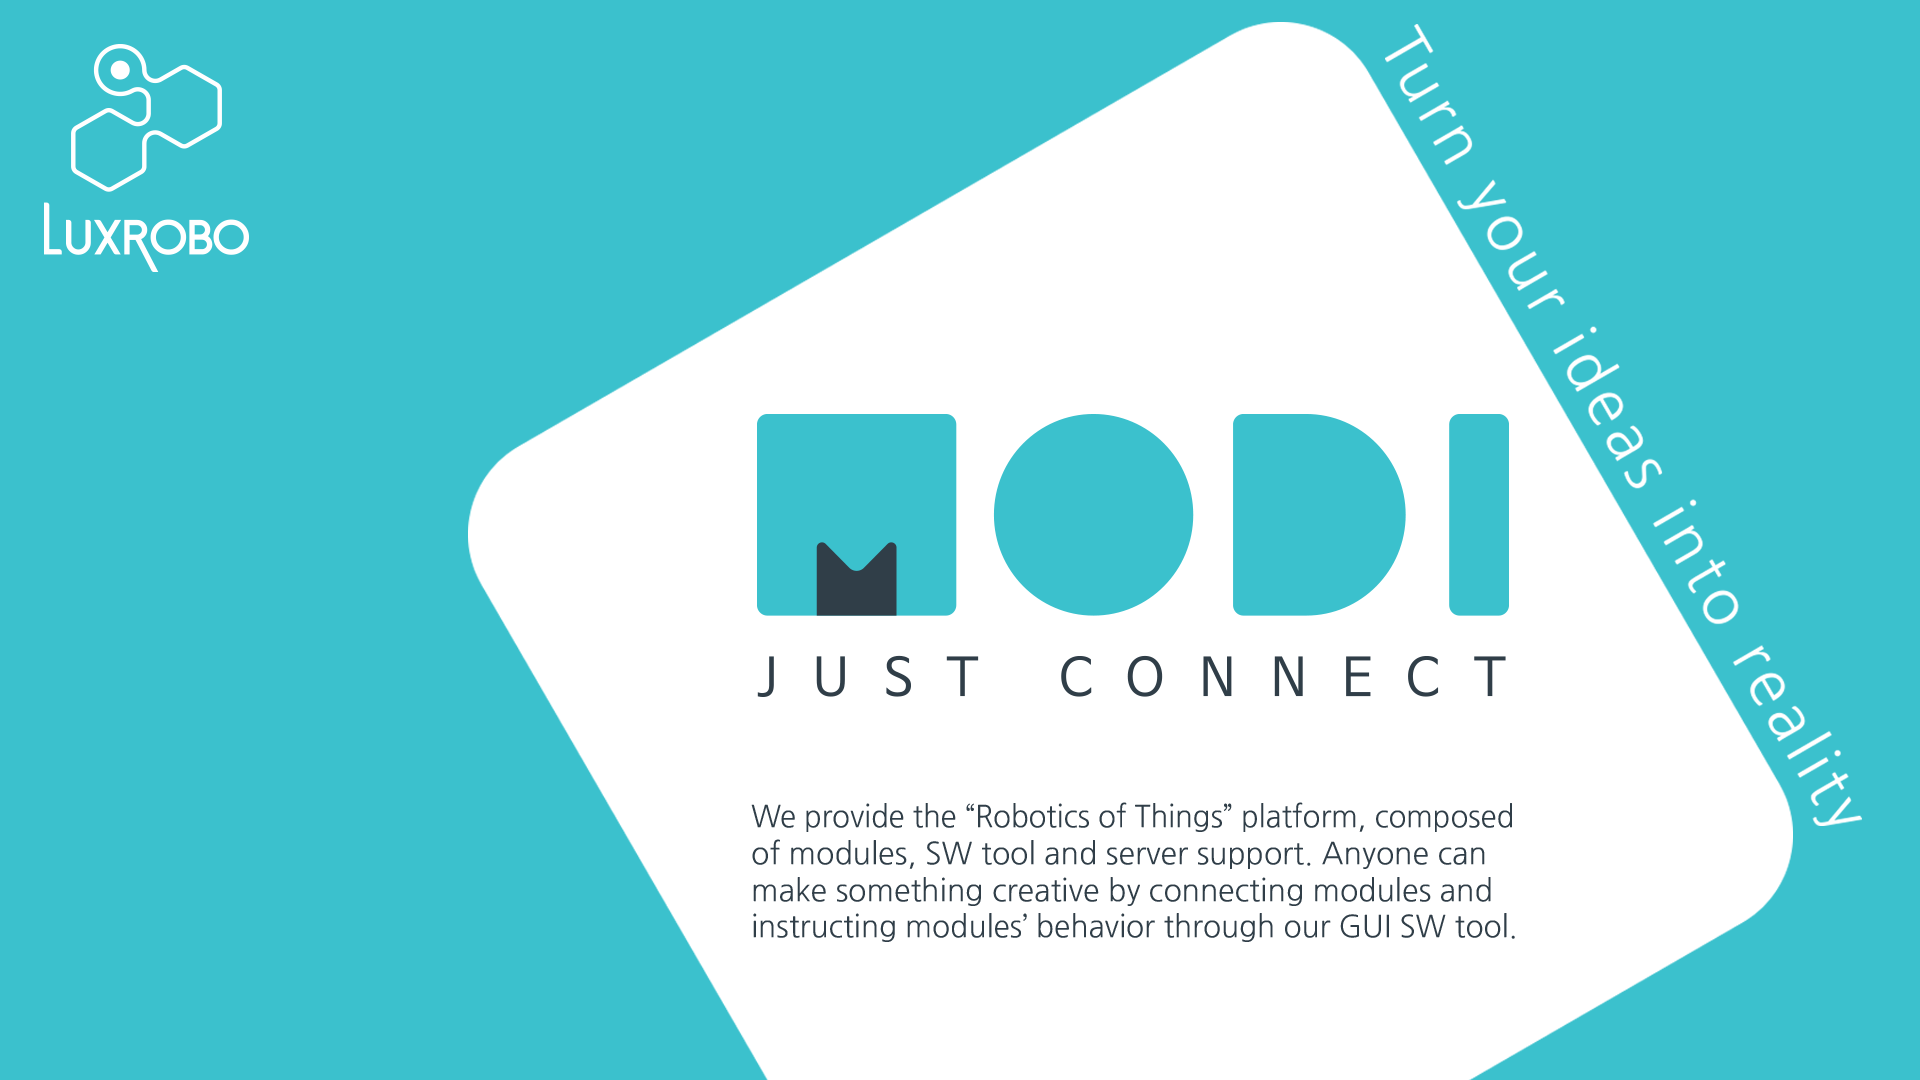 LUXROBO
Turn your ideas into reality
MODI
JUST CONNECT
We provide the “Robotics of Things” platform, composed
of modules, SW tool and server support. Anyone can
make something creative by connecting modules and
instructing modules’ behavior through our GUI SW tool.